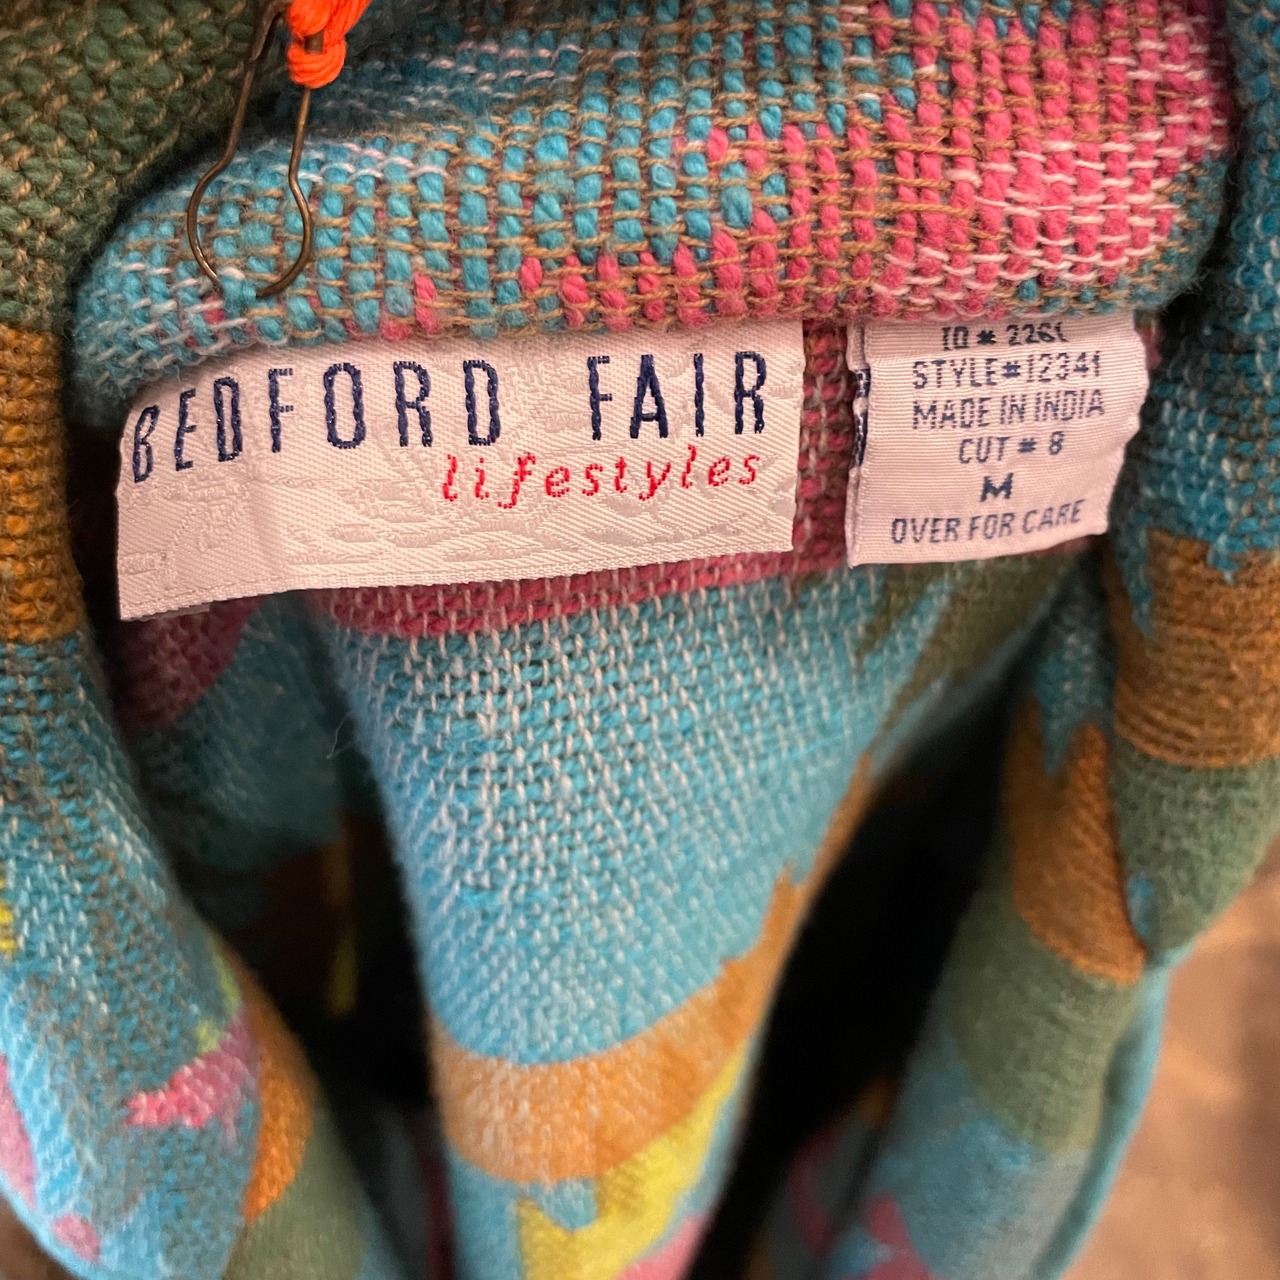 BEDFORD FAIR
lifestyles
STYLE#12341
MADE IN INDIA
CUT # 8
M
OVER FOR CARE